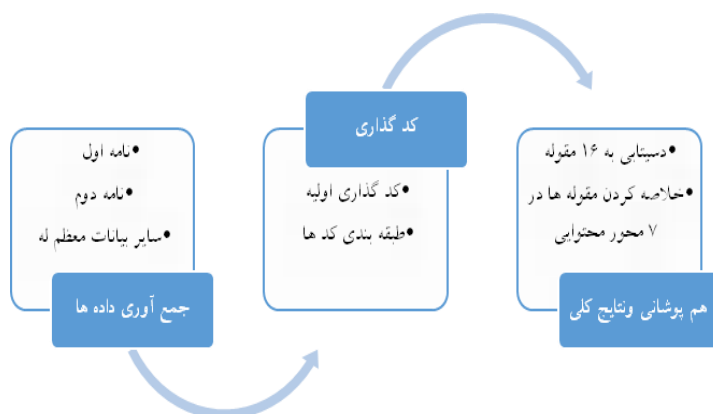 •نامه اول
•نامه دوم
•سایر بیانات معظم له
جمع آوری داده ها
کد گذاری
•کد گذاری اولیه
•طبقه بندی کد ها
•دسیتابی به ۱۶ مقوله
•خلاصه کردن مقوله ها در
۷ محور محتوایی
هم پوشانی ونتایج کلی